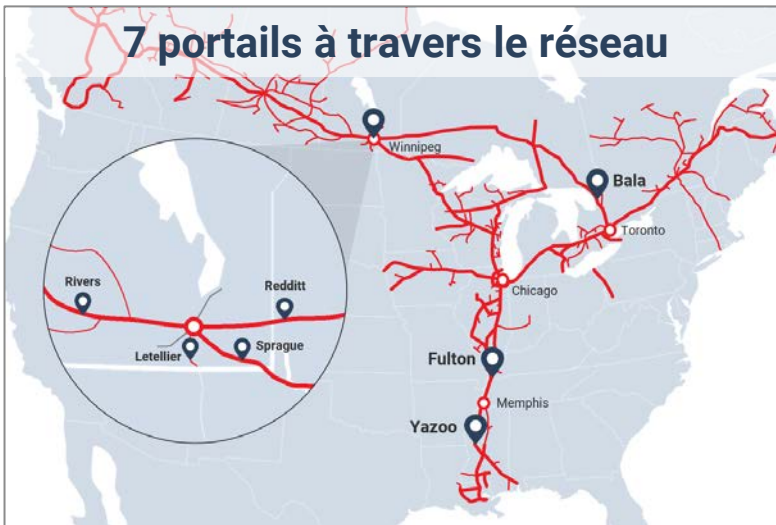 7 portails à travers le réseau
Winnipeg
Bala
Toronto
Rivers
Redditt
Chicago
Letellier
Sprague
Fulton
Memphis
Yazoo